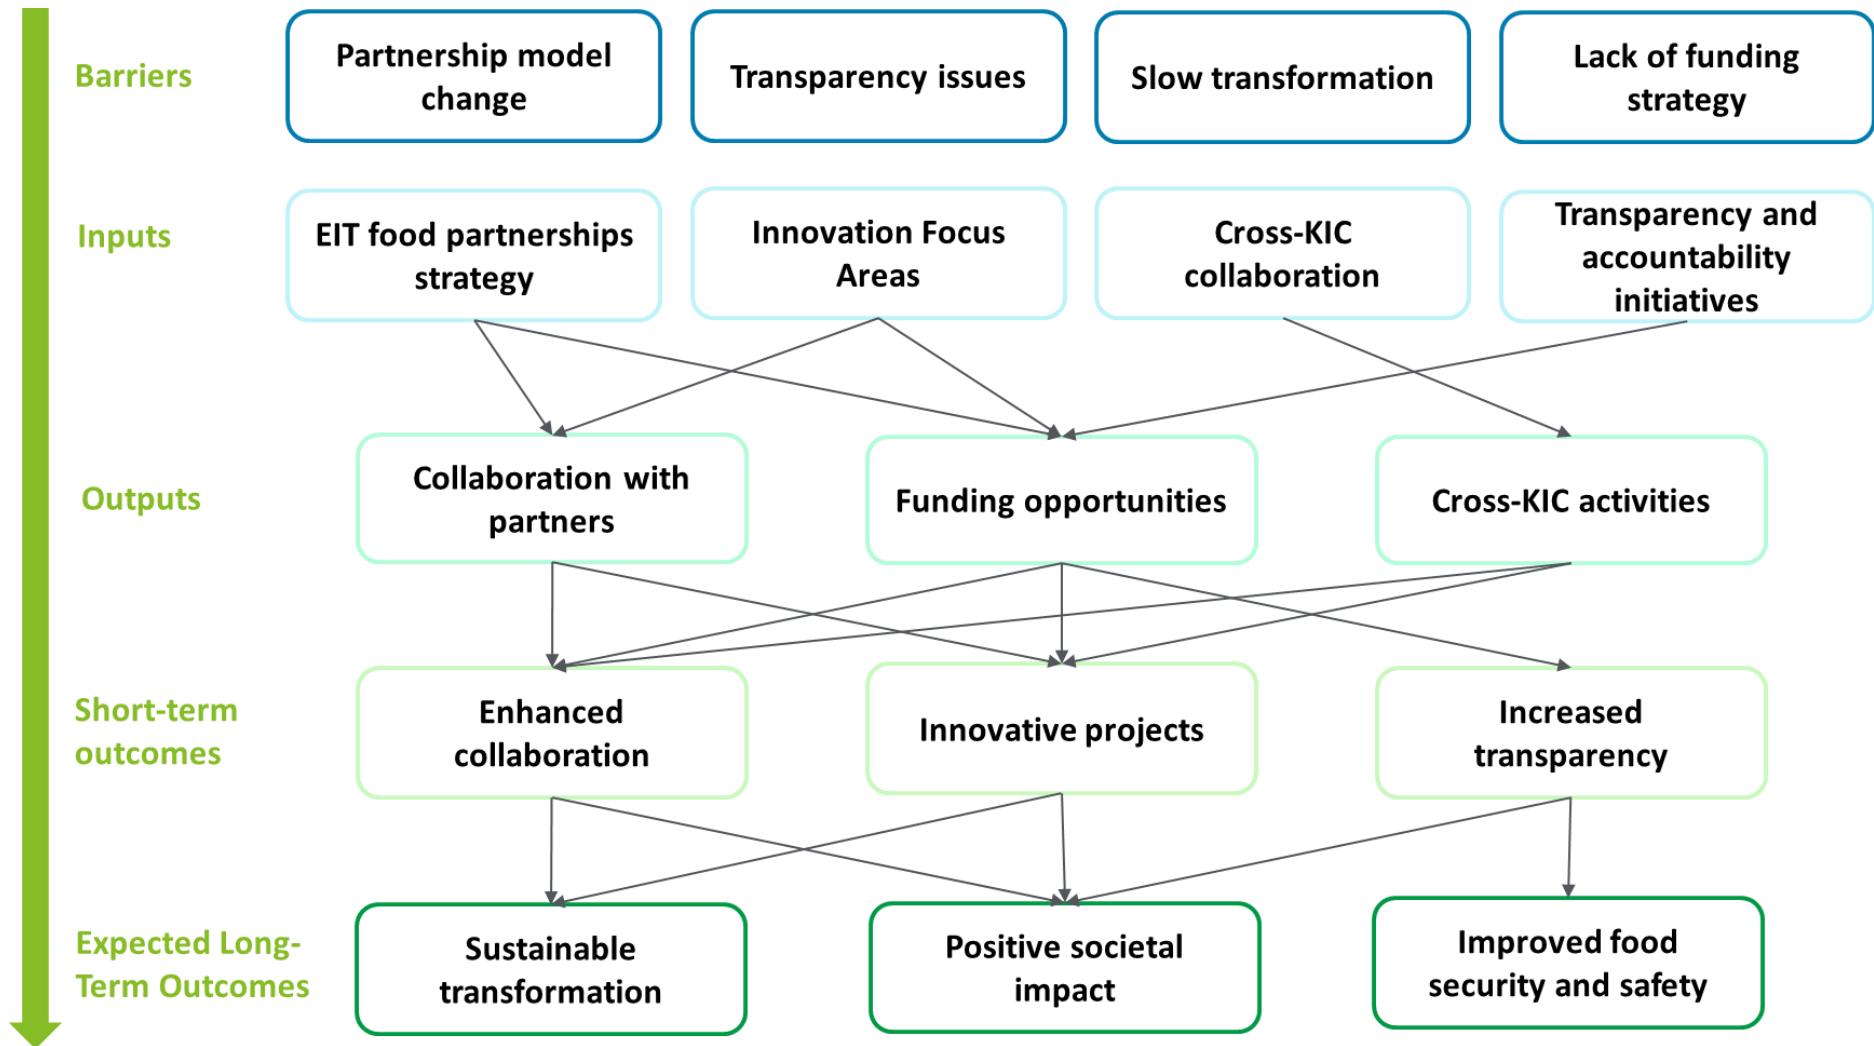 Barriers
Partnership model
change
Transparency issues
Slow transformation
Lack of funding
strategy
Inputs
EIT food partnerships
strategy
Innovation Focus
Areas
Cross-KIC
collaboration
Transparency and
accountability
initiatives
Outputs
Collaboration with
partners
Funding opportunities
Cross-KIC activities
Short-term
outcomes
Enhanced
collaboration
Innovative projects
Increased
transparency
Expected Long-
Term Outcomes
Sustainable
transformation
Positive societal
impact
Improved food
security and safety